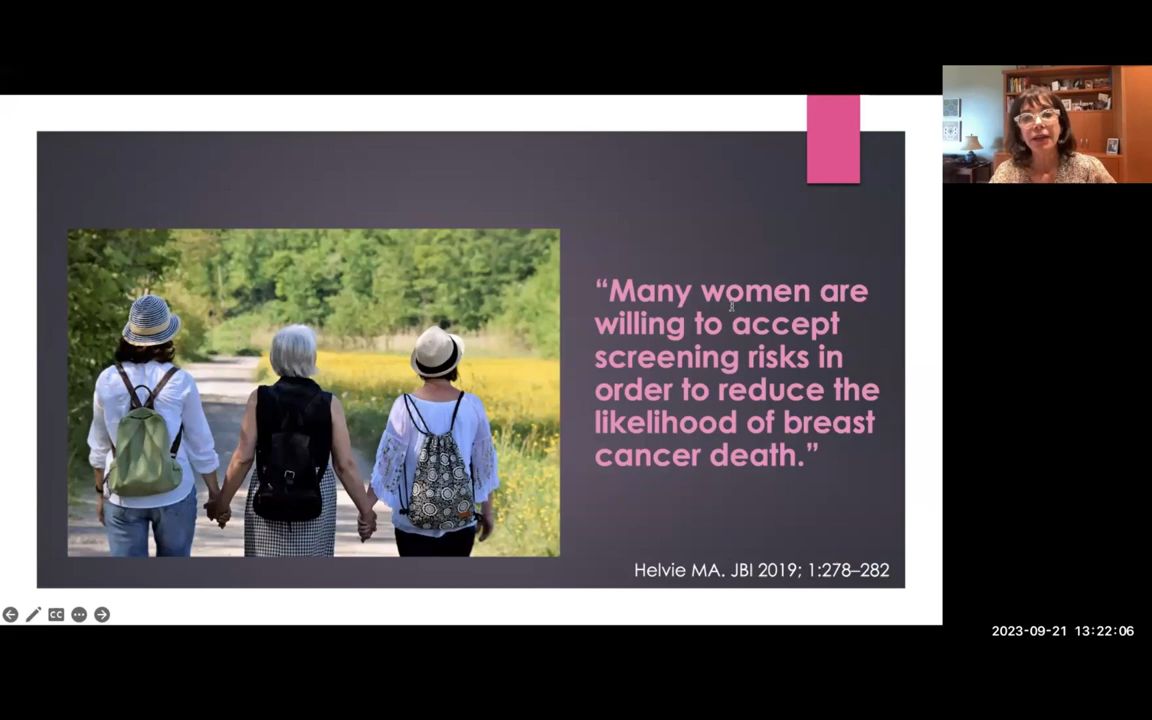 “Many women are
willing to accept
screening risks in
order to reduce the
likelihood of breast
cancer death.”
Helvie MA. JBI 2019; 1:278–282
CC
2023-09-21 13:22:06